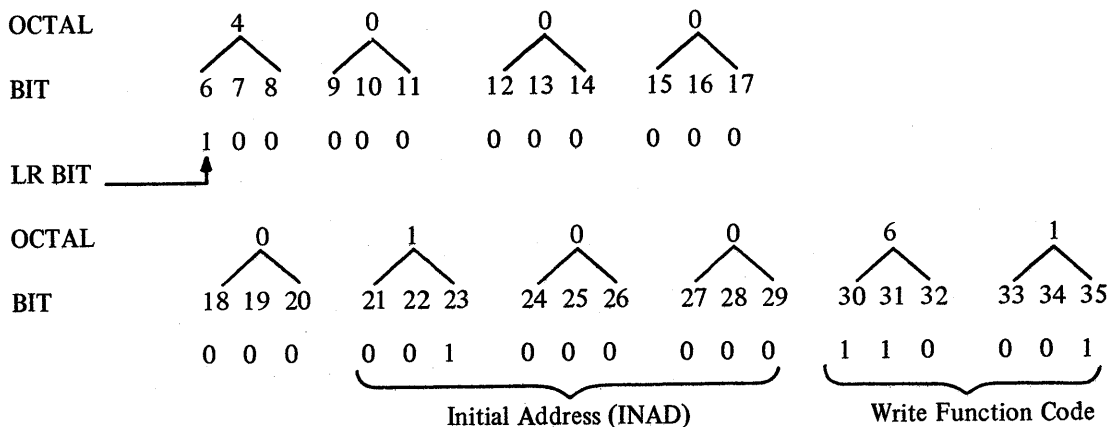 OCTAL 4 0 0 0
BIT 6 7 8 9 10 11 12 13 14 15 16 17
1 0 0 0 0 0 0 0 0 0 0 0
LR BIT
OCTAL 0 1 0 0 6 1
BIT 18 19 20 21 22 23 24 25 26 27 28 29 30 31 32 33 34 35
0 0 0 0 0 1 0 0 0 0 0 0 1 1 0 0 0 1
Initial Address (INAD) Write Function Code